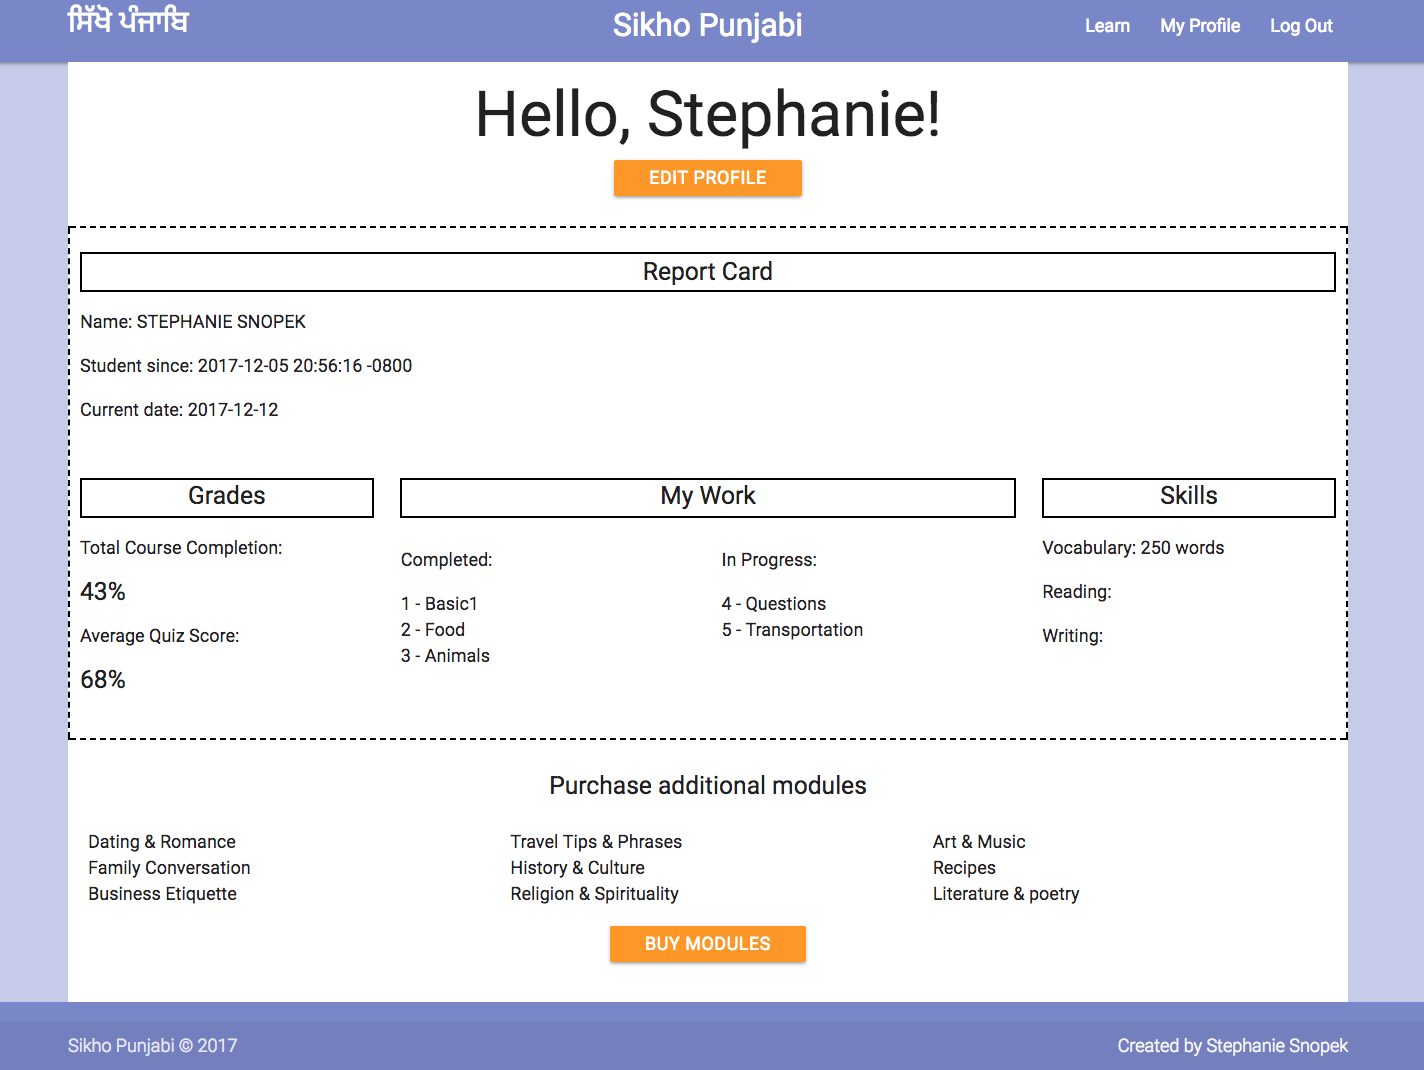 ਸਿੱਖੋ ਪੰਜਾਬਿ
Sikho Punjabi
Learn My Profile Log Out
Hello, Stephanie!
EDIT PROFILE
Report Card
Name: STEPHANIE SNOPEK
Student since: 2017-12-05 20:56:16 -0800
Current date: 2017-12-12
Grades
Total Course Completion:
43%
Average Quiz Score:
68%
My Work
Completed:
1 - Basic1
2 - Food
3 - Animals
In Progress:
4 - Questions
5 - Transportation
Skills
Vocabulary: 250 words
Reading:
Writing:
Purchase additional modules
Dating & Romance
Family Conversation
Business Etiquette
Travel Tips & Phrases
History & Culture
Religion & Spirituality
Art & Music
Recipes
Literature & poetry
BUY MODULES
Sikho Punjabi © 2017
Created by Stephanie Snopek